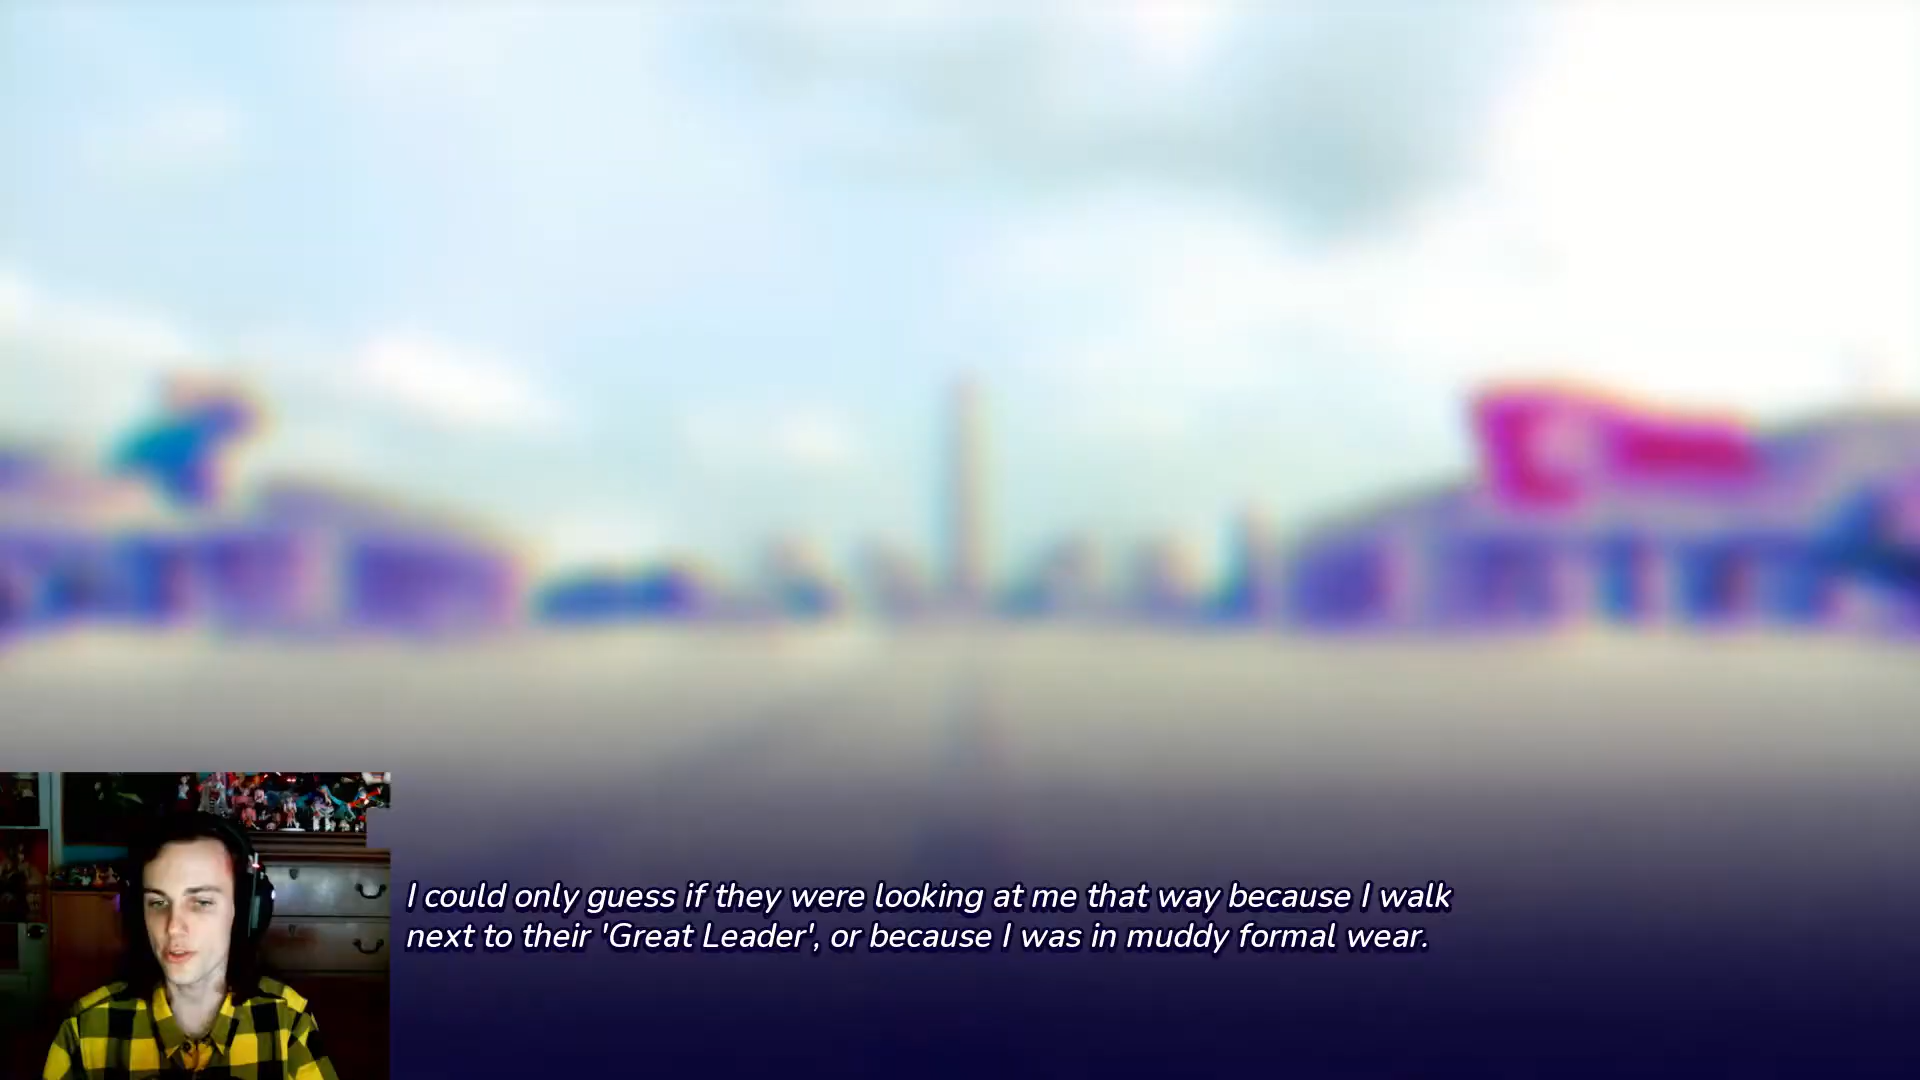 I could only guess if they were looking at me that way because I walk
next to their 'Great Leader', or because I was in muddy formal wear.